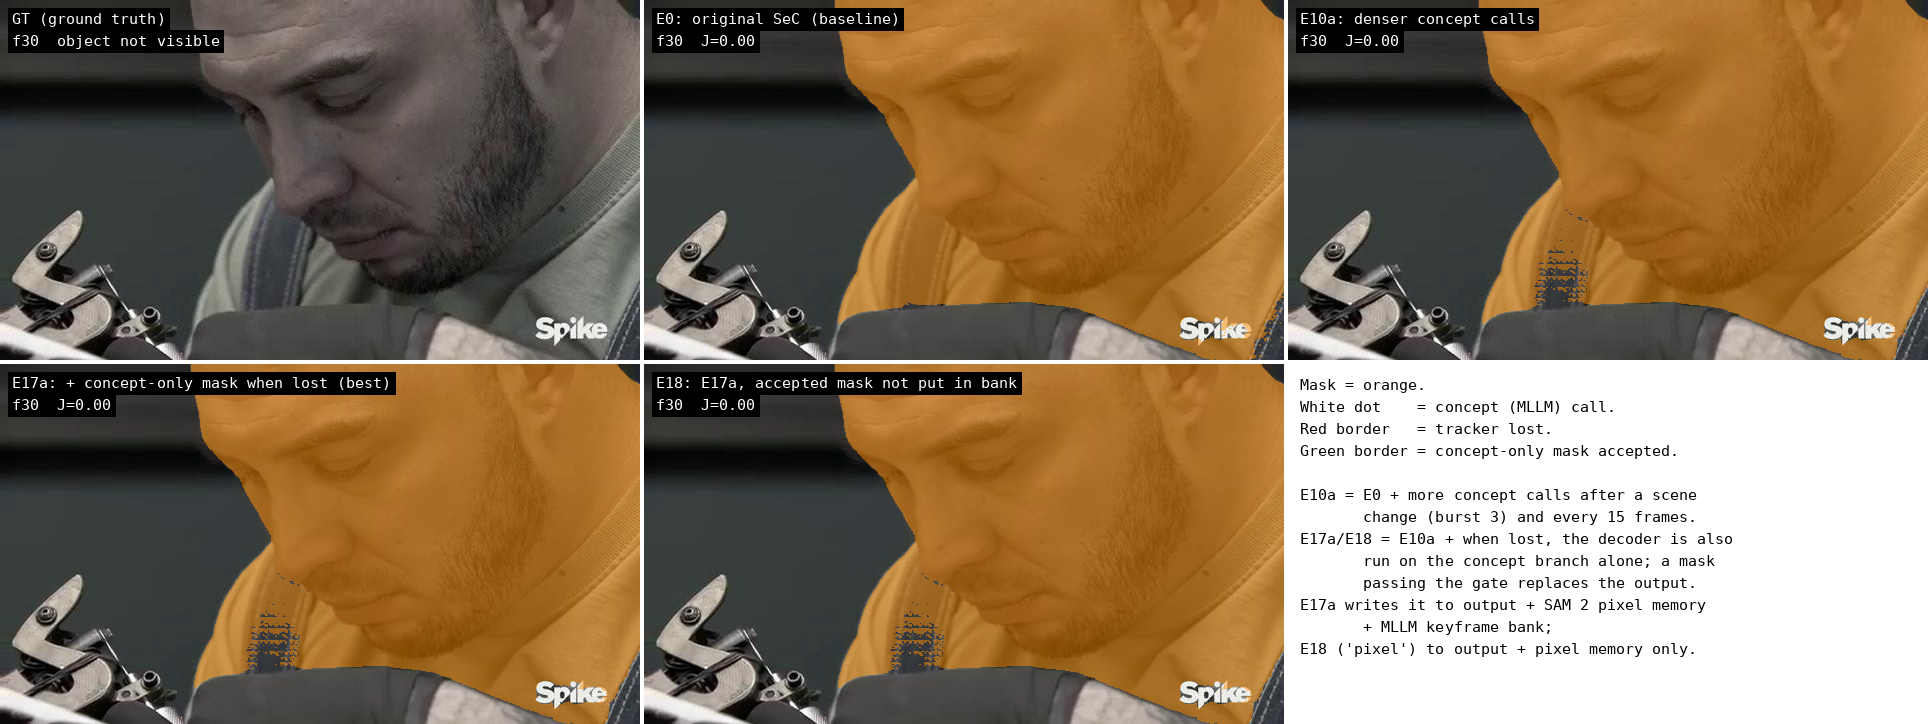 GT (ground truth)
f30  object not visible
E0: original SeC (baseline)
f30  J=0.00
E10a: denser concept calls
f30  J=0.00
Spike
Spike
Spike
E17a: + concept-only mask when lost (best)
f30  J=0.00
E18: E17a, accepted mask not put in bank
f30  J=0.00
Spike
Spike
Mask = orange.
White dot    = concept (MLLM) call.
Red border   = tracker lost.
Green border = concept-only mask accepted.
E10a = E0 + more concept calls after a scene
change (burst 3) and every 15 frames.
E17a/E18 = E10a + when lost, the decoder is also
run on the concept branch alone; a mask
passing the gate replaces the output.
E17a writes it to output + SAM 2 pixel memory
+ MLLM keyframe bank;
E18 ('pixel') to output + pixel memory only.